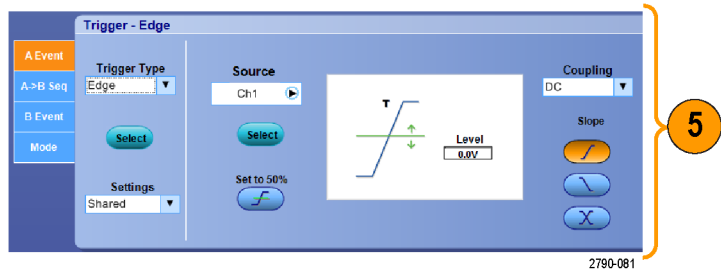 Trigger - Edge
A Event
A->B Seq
B Event
Mode
Trigger Type
Edge
Select
Settings
Shared
Source
Ch1
Select
Set to 50%
T
Level
0.0V
Coupling
DC
Slope
5
2790-081